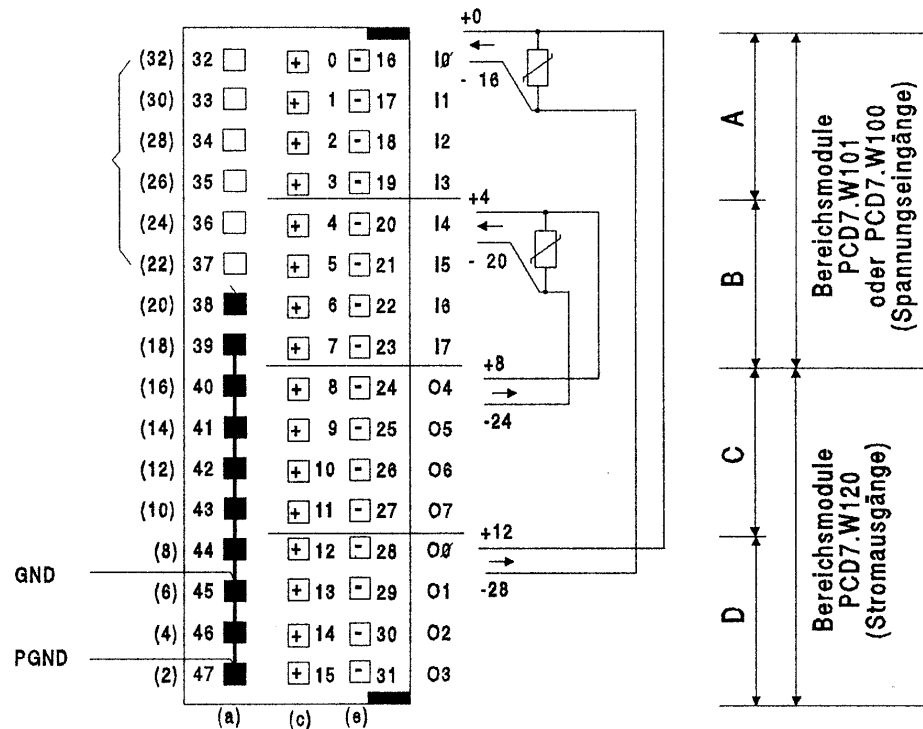 +0
(32) 32 + 0 - 16 IØ - 16
(30) 33 + 1 - 17 I1
(28) 34 + 2 - 18 I2
(26) 35 + 3 - 19 I3
+4
(24) 36 + 4 - 20 I4
(22) 37 + 5 - 21 I5 - 20
(20) 38 + 6 - 22 I6
(18) 39 + 7 - 23 I7
+8
(16) 40 + 8 - 24 O4
-24
(14) 41 + 9 - 25 O5
(12) 42 + 10 - 26 O6
(10) 43 + 11 - 27 O7
+12
(8) 44 + 12 - 28 OØ
GND
-28
(6) 45 + 13 - 29 O1
(4) 46 + 14 - 30 O2
PGND
(2) 47 + 15 - 31 O3
(a) (c) (e)
A
B
C
D
Bereichsmodule
PCD7.W101
oder PCD7.W100
(Spannungseingänge)
Bereichsmodule
PCD7.W120
(Stromausgänge)